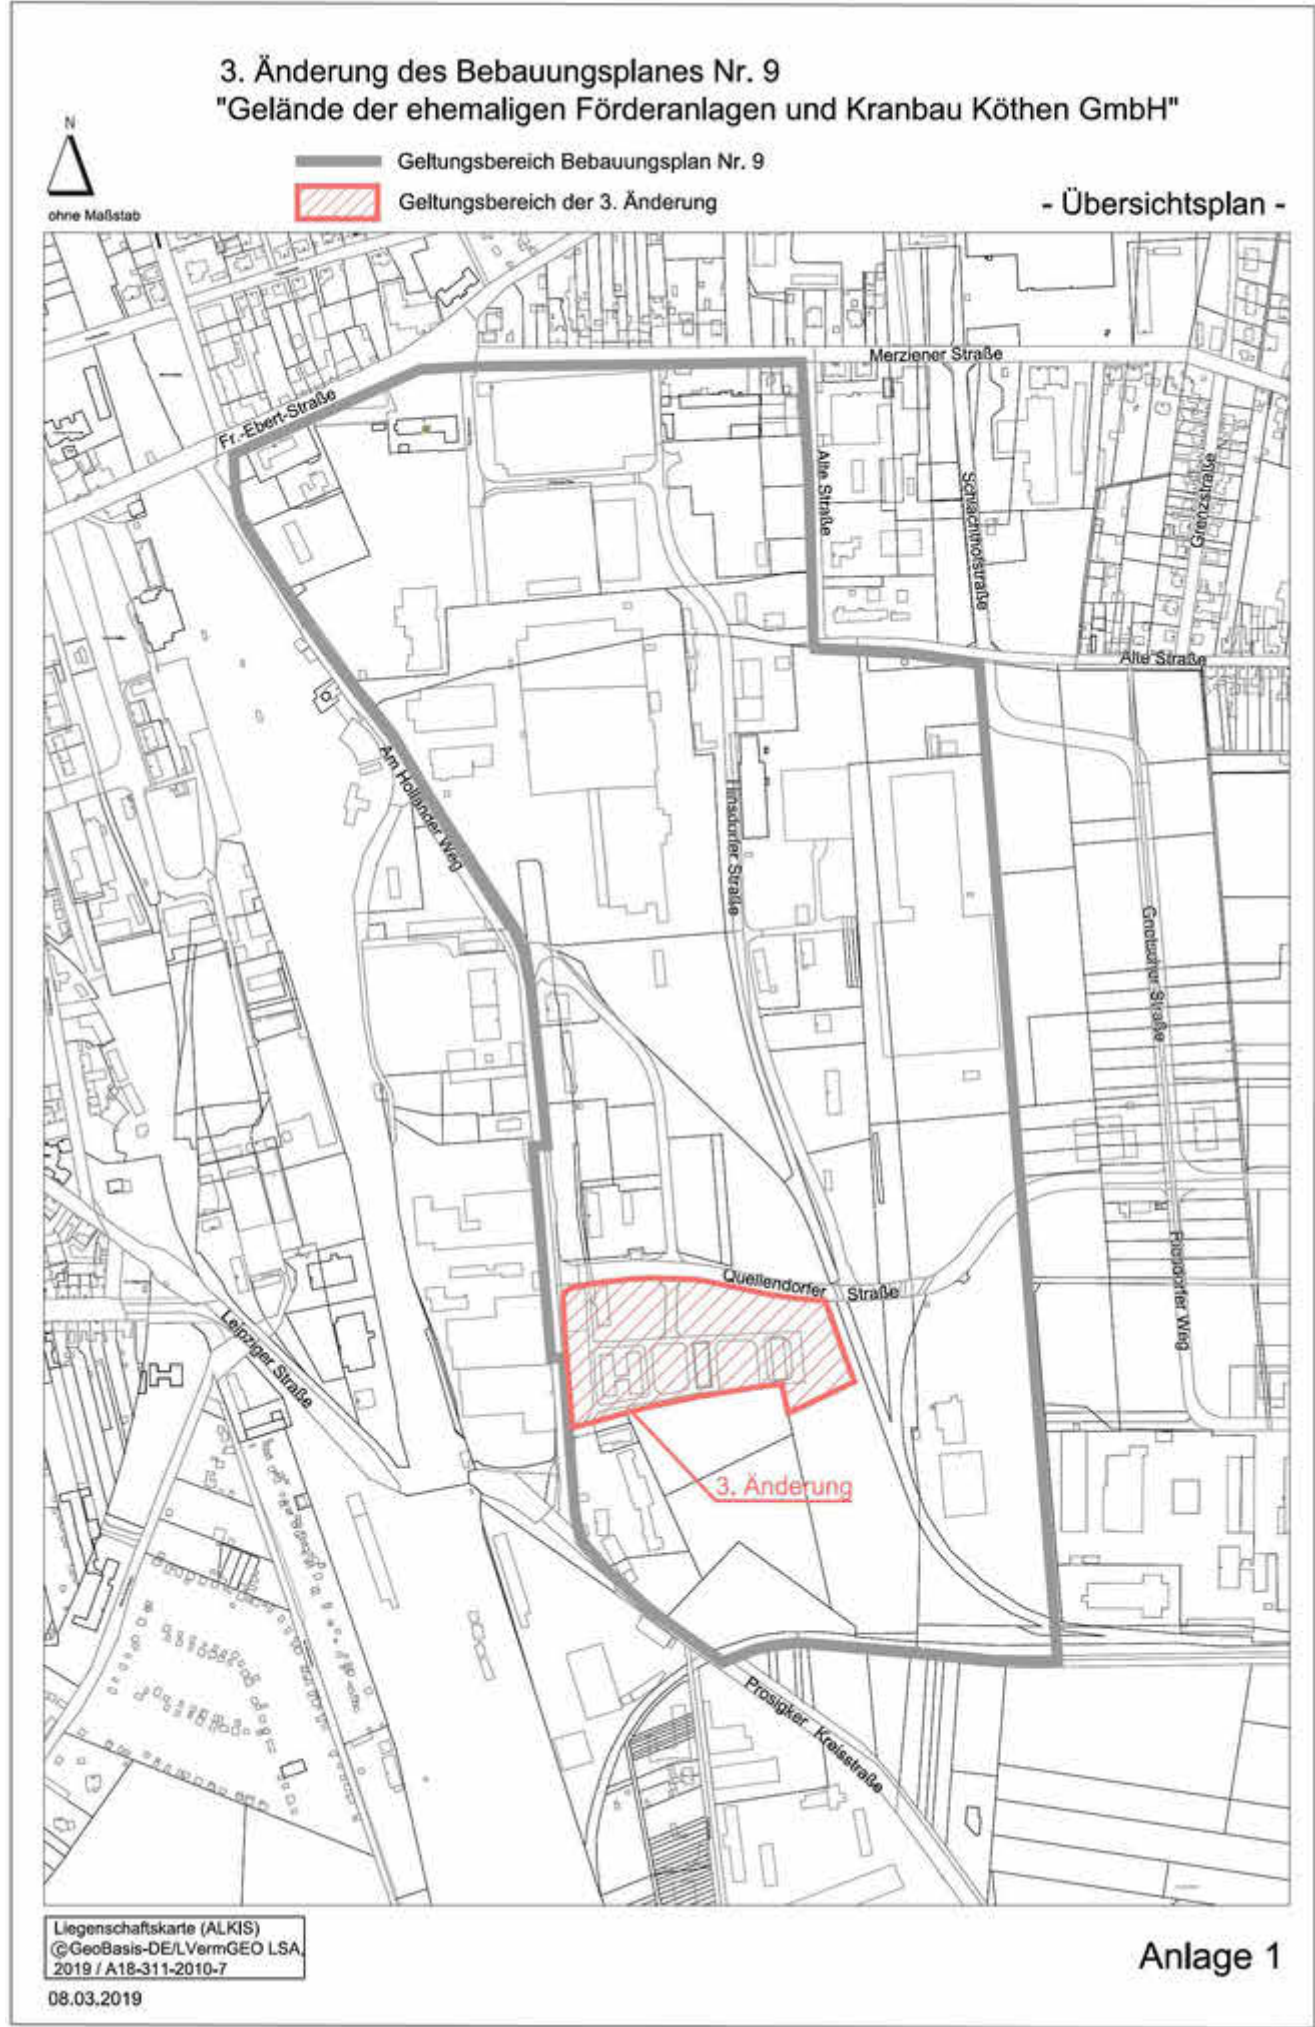 3. Änderung des Bebauungsplanes Nr. 9
"Gelände der ehemaligen Förderanlagen und Kranbau Köthen GmbH"
N
ohne Maßstab
Geltungsbereich Bebauungsplan Nr. 9
Geltungsbereich der 3. Änderung
- Übersichtsplan -
Merziener Straße
Fr.-Ebert-Straße
Alte Straße
Schlachthofstraße
Grenzstraße
Alte Straße
Am Holländer Weg
Hinsdorfer Straße
Straße
Quellendorfer Straße
Weg
Leipziger Straße
3. Änderung
Prosigker Kreisstraße
Liegenschaftskarte (ALKIS)
©GeoBasis-DE/LVermGEO LSA,
2019 / A18-311-2010-7
08.03.2019
Anlage 1